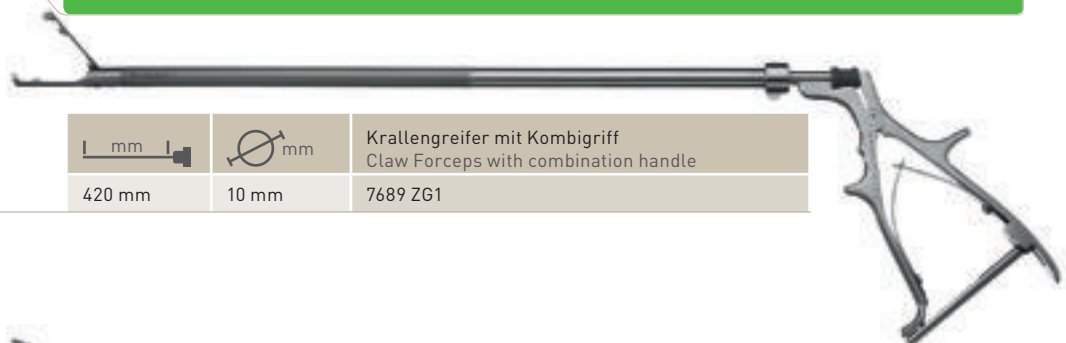 mm
mm
Krallengreifer mit Kombigriff
Claw Forceps with combination handle
420 mm
10 mm
7689 ZG1